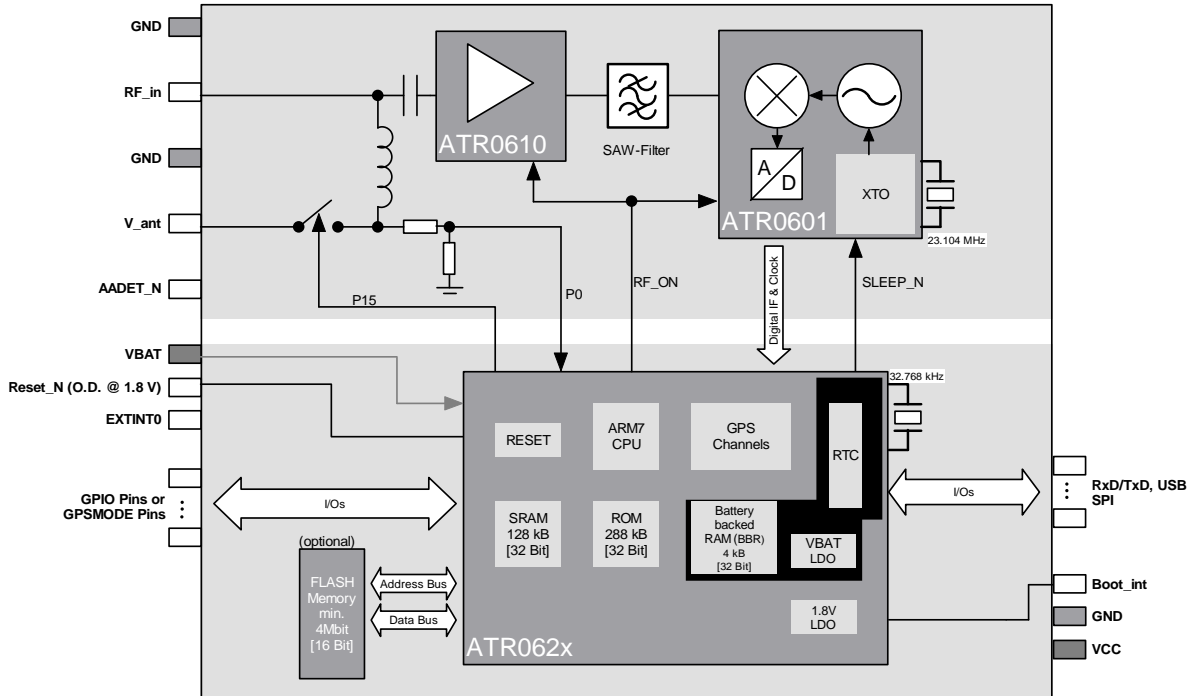 GND
RF_in
GND
V_ant
AADET_N
VBAT
Reset_N (O.D. @ 1.8 V)
EXTINT0
GPIO Pins or
GPSMODE Pins
ATR0610
SAW-Filter
A
D
XTO
ATR0601
23.104 MHz
P15
P0
RF_ON
Digital IF & Clock
SLEEP_N
32.768 kHz
RESET
ARM7
CPU
GPS
Channels
RTC
I/Os
SRAM
128 kB
[32 Bit]
ROM
288 kB
[32 Bit]
Battery
backed
RAM (BBR)
4 kB
[32 Bit]
VBAT
LDO
1.8V
LDO
ATR062x
(optional)
FLASH
Memory
min.
4Mbit
[16 Bit]
Address Bus
Data Bus
I/Os
RxD/TxD, USB
SPI
Boot_int
GND
VCC